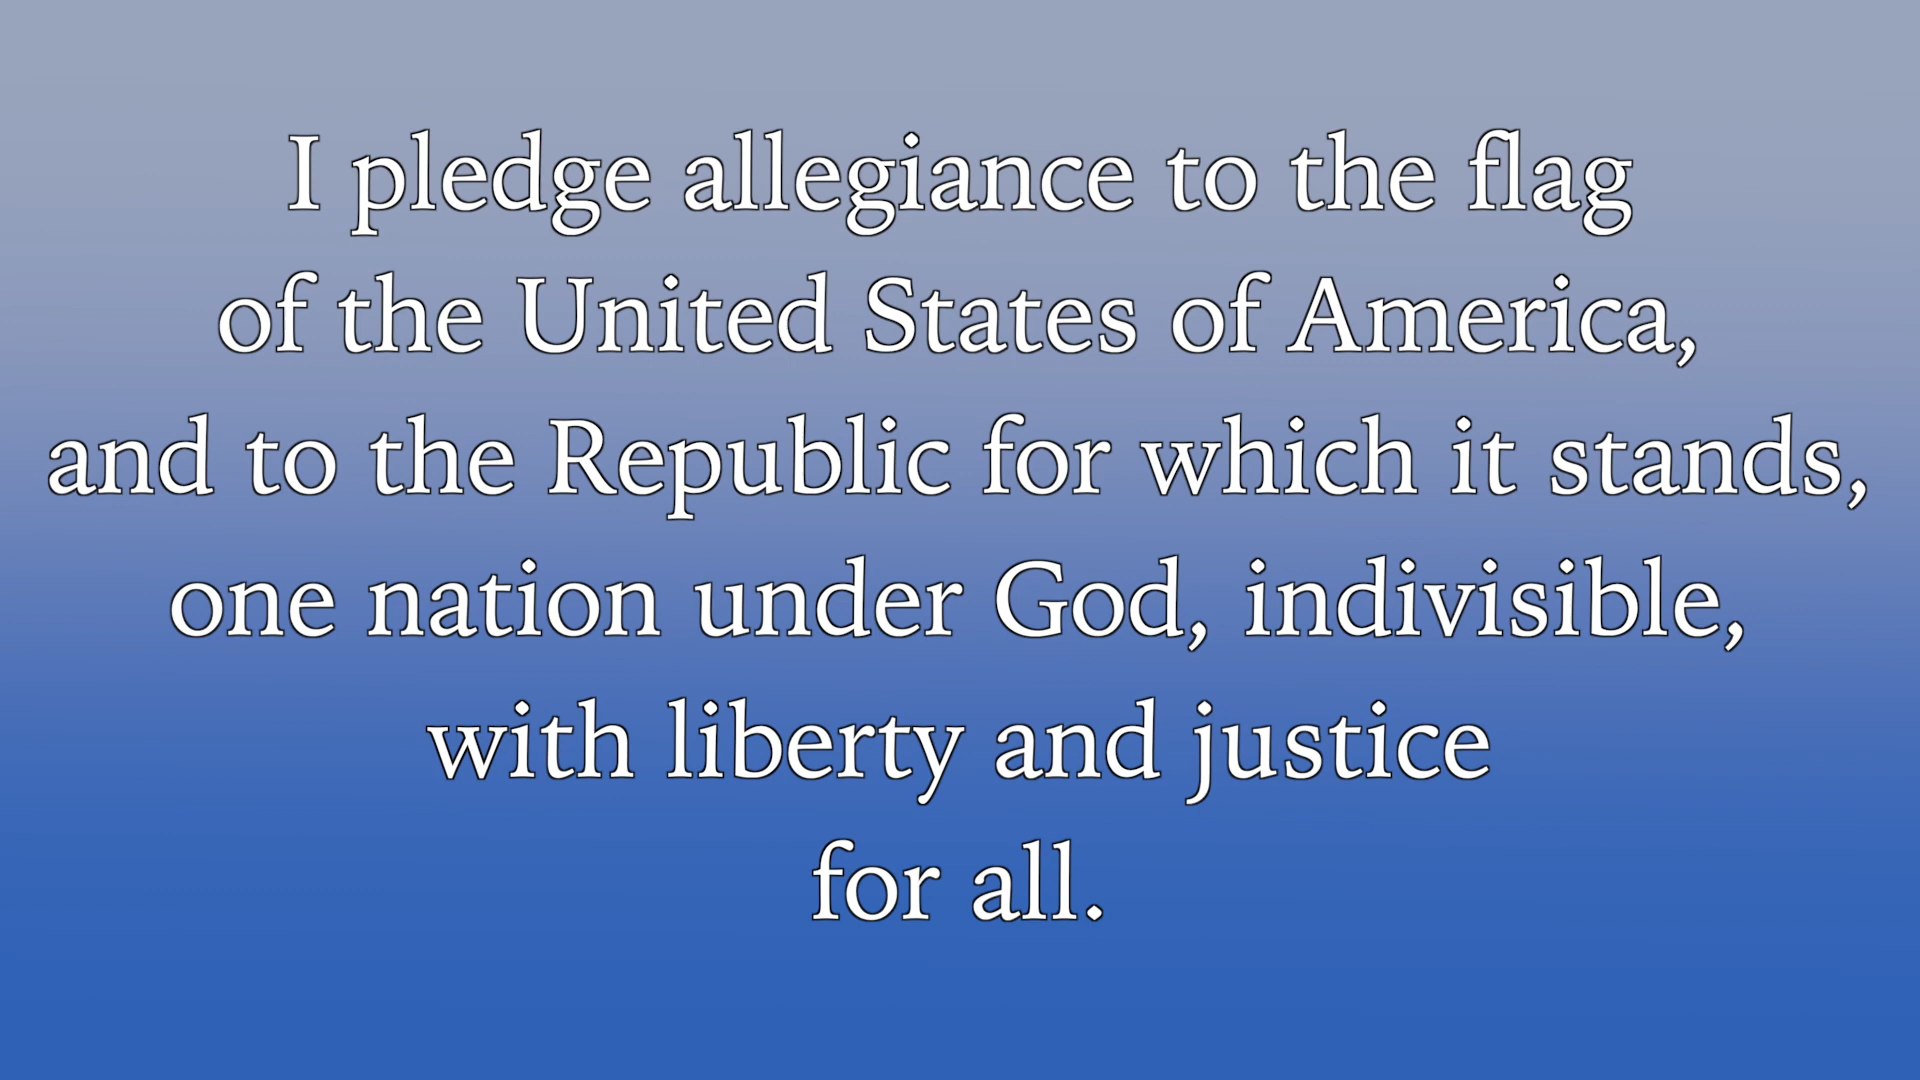 I pledge allegiance to the flag
of the United States of America,
and to the Republic for which it stands,
one nation under God, indivisible,
with liberty and justice
for all.